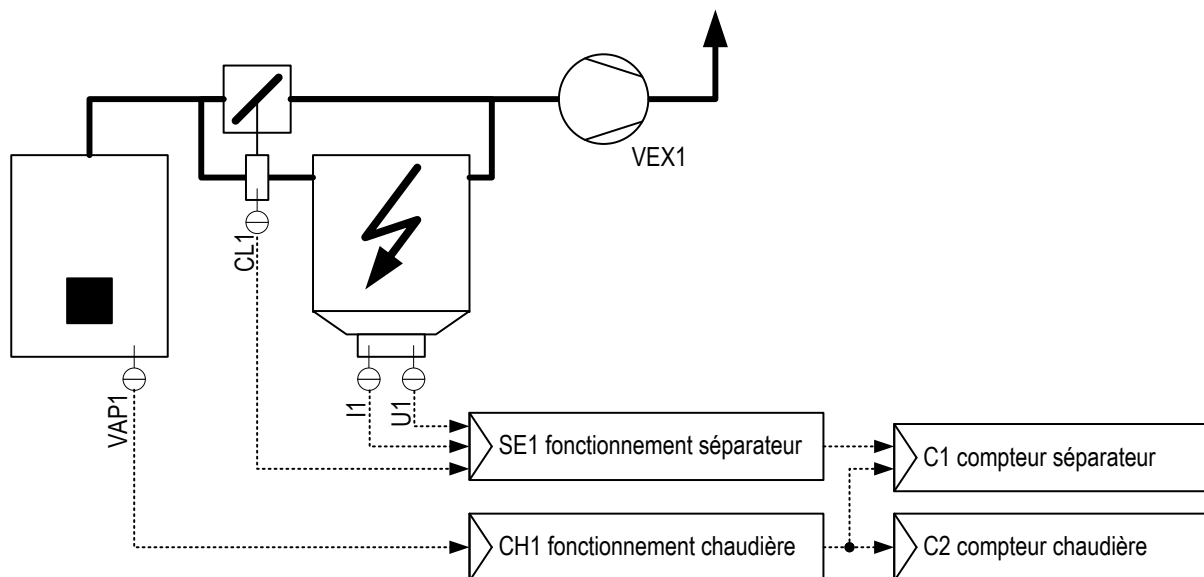 VEX1
CL1
VAP1
I1
U1
SE1 fonctionnement séparateur
C1 compteur séparateur
CH1 fonctionnement chaudière
C2 compteur chaudière